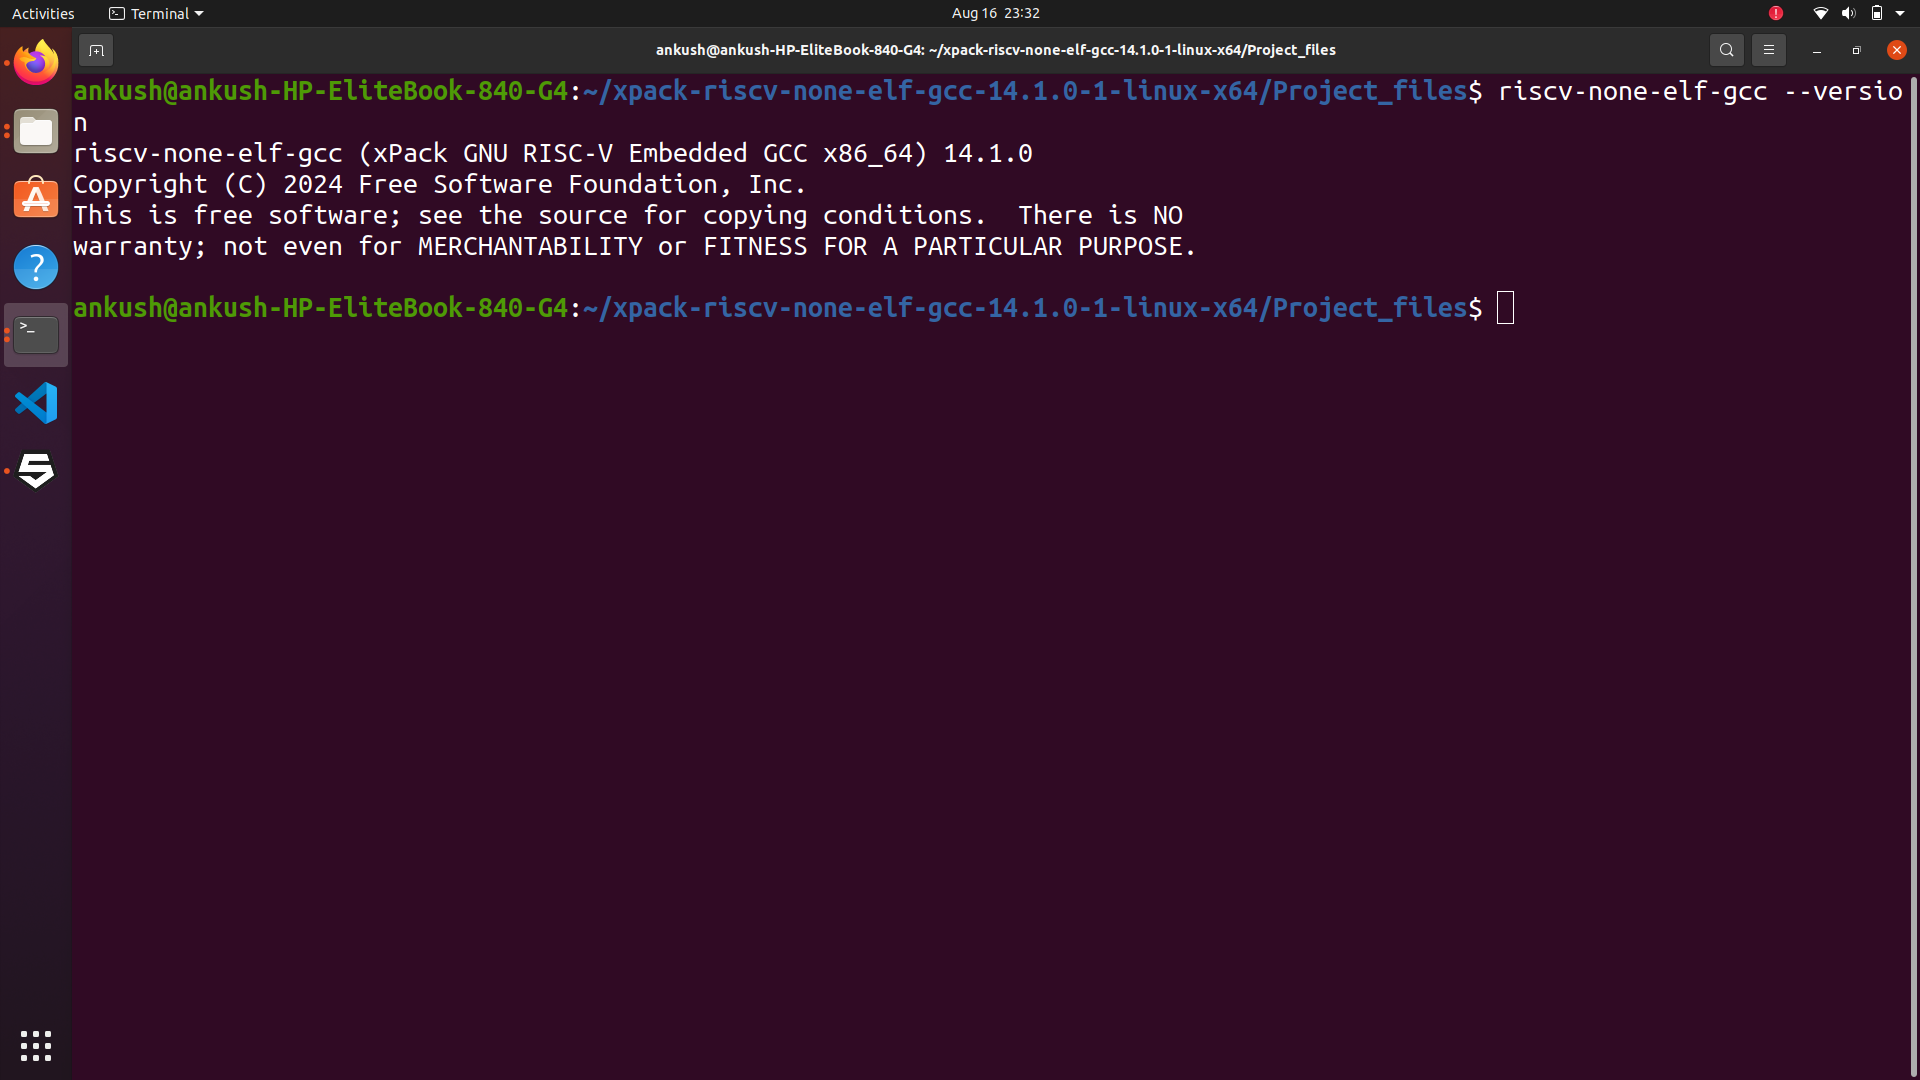 Activities
Terminal
Aug 16 23:32
ankush@ankush-HP-EliteBook-840-G4: ~/xpack-riscv-none-elf-gcc-14.1.0-1-linux-x64/Project_files
ankush@ankush-HP-EliteBook-840-G4:~/xpack-riscv-none-elf-gcc-14.1.0-1-linux-x64/Project_files$ riscv-none-elf-gcc --versio
n
riscv-none-elf-gcc (xPack GNU RISC-V Embedded GCC x86_64) 14.1.0
Copyright (C) 2024 Free Software Foundation, Inc.
This is free software; see the source for copying conditions.  There is NO
warranty; not even for MERCHANTABILITY or FITNESS FOR A PARTICULAR PURPOSE.
ankush@ankush-HP-EliteBook-840-G4:~/xpack-riscv-none-elf-gcc-14.1.0-1-linux-x64/Project_files$